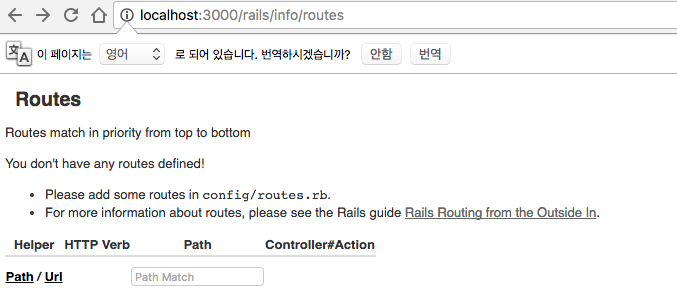 localhost:3000/rails/info/routes
이 페이지는 영어 로 되어 있습니다. 번역하시겠습니까? 안함 번역
Routes
Routes match in priority from top to bottom
You don't have any routes defined!
• Please add some routes in config/routes.rb.
• For more information about routes, please see the Rails guide Rails Routing from the Outside In.
Helper HTTP Verb Path Controller#Action
Path / Url Path Match